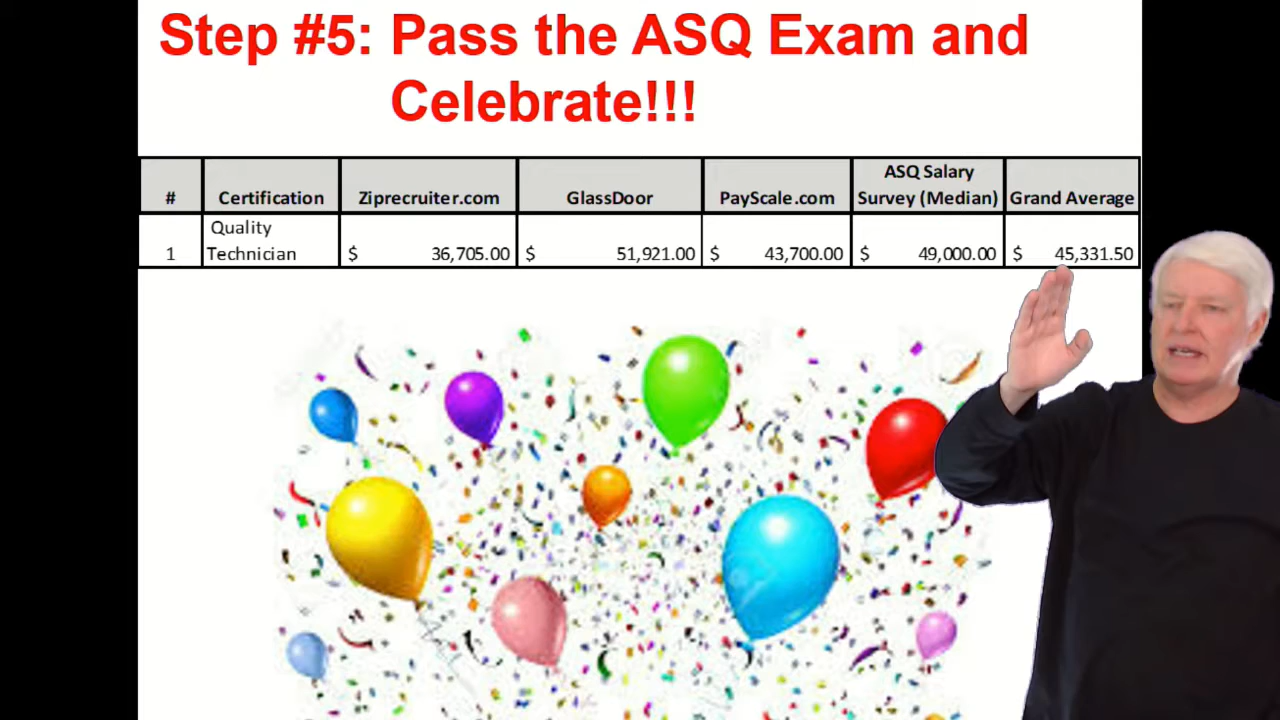 Step #5: Pass the ASQ Exam and
Celebrate!!!
# Certification Ziprecruiter.com GlassDoor PayScale.com ASQ Salary Survey (Median) Grand Average
1 Quality Technician $ 36,705.00 $ 51,921.00 $ 43,700.00 $ 49,000.00 $ 45,331.50